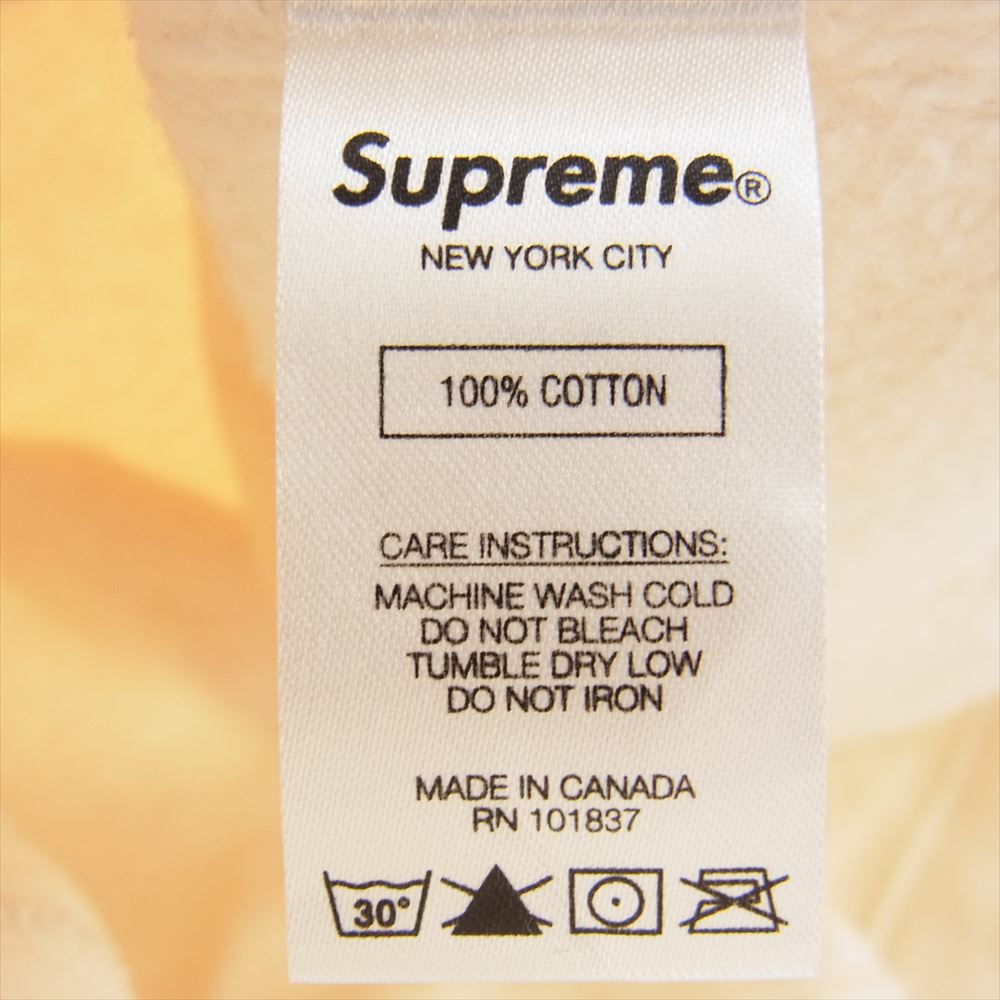 Supreme®
NEW YORK CITY
100% COTTON
CARE INSTRUCTIONS:
MACHINE WASH COLD
DO NOT BLEACH
TUMBLE DRY LOW
DO NOT IRON
MADE IN CANADA
RN 101837
30°